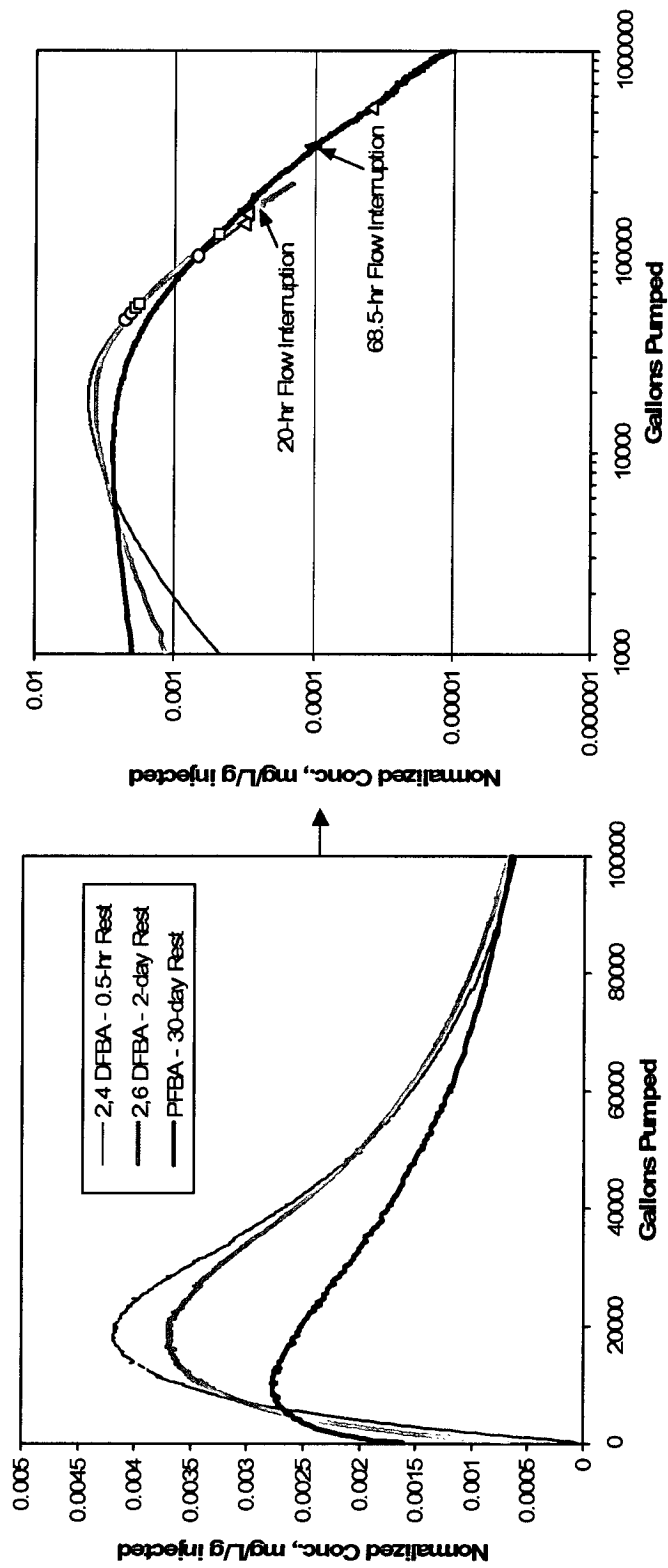 Normalized Conc., mg/L/g injected
0.005
0.0045
0.004
0.0035
0.003
0.0025
0.002
0.0015
0.001
0.0005
0
2,4 DFBA - 0.5-hr Rest
2,6 DFBA - 2-day Rest
PFBA - 30-day Rest
0
20000
40000
60000
80000
100000
Gallons Pumped
Normalized Conc., mg/L/g injected
0.01
0.001
0.0001
0.00001
0.000001
20-hr Flow Interruption
68.5-hr Flow Interruption
1000
10000
100000
1000000
Gallons Pumped